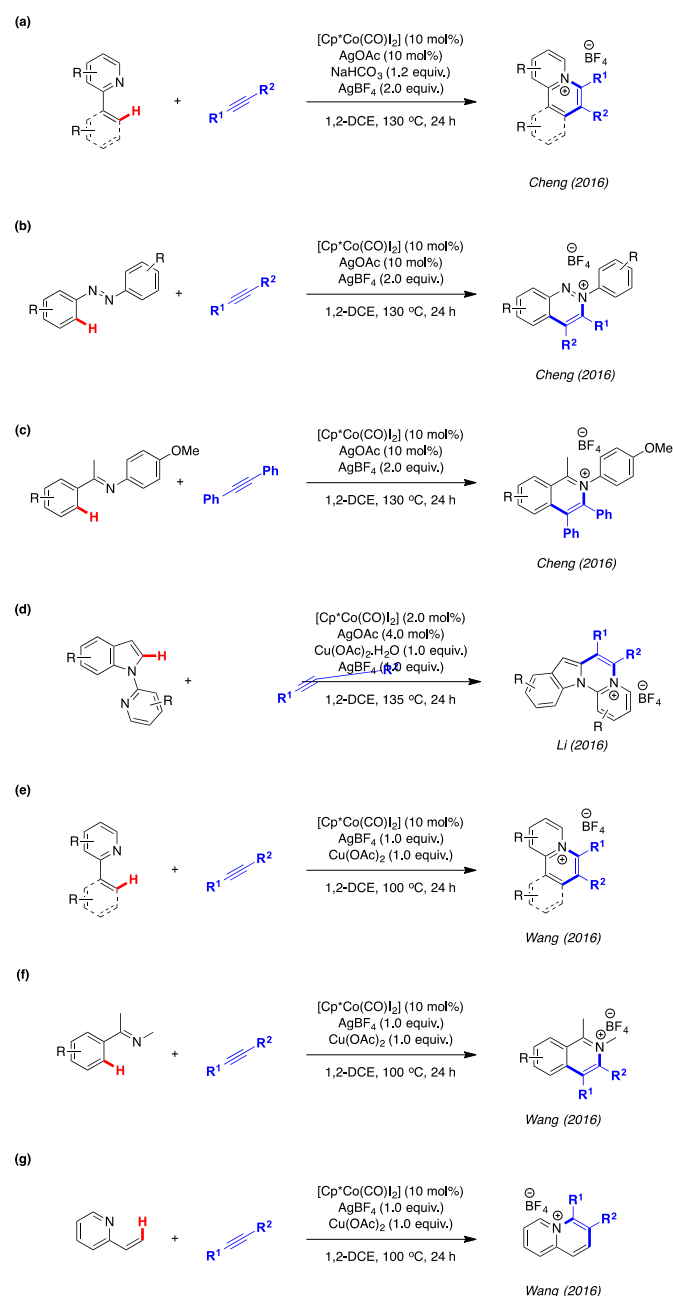 (a)
[Cp*Co(CO)I2] (10 mol%)
AgOAc (10 mol%)
NaHCO3 (1.2 equiv.)
AgBF4 (2.0 equiv.)
1,2-DCE, 130 ºC, 24 h
R
N
H
R
+
R1
R2
R
N
+
R1
R2
R
⊖
BF4
Cheng (2016)
(b)
[Cp*Co(CO)I2] (10 mol%)
AgOAc (10 mol%)
AgBF4 (2.0 equiv.)
1,2-DCE, 130 ºC, 24 h
R
N
N
R
H
+
R1
R2
⊖
BF4
R
N
N
+
R
R1
R2
Cheng (2016)
(c)
[Cp*Co(CO)I2] (10 mol%)
AgOAc (10 mol%)
AgBF4 (2.0 equiv.)
1,2-DCE, 130 ºC, 24 h
OMe
N
R
H
+
Ph
Ph
⊖
BF4
OMe
N
+
R
Ph
Ph
Cheng (2016)
(d)
[Cp*Co(CO)I2] (2.0 mol%)
AgOAc (4.0 mol%)
Cu(OAc)2.H2O (1.0 equiv.)
AgBF4 (1.0 equiv.)
1,2-DCE, 135 ºC, 24 h
R
H
N
N
R
+
R1
R2
R1
R2
R
N
N
+
R
⊖
BF4
Li (2016)
(e)
[Cp*Co(CO)I2] (10 mol%)
AgBF4 (1.0 equiv.)
Cu(OAc)2 (1.0 equiv.)
1,2-DCE, 100 ºC, 24 h
R
N
H
R
+
R1
R2
⊖
BF4
R
N
+
R1
R2
R
Wang (2016)
(f)
[Cp*Co(CO)I2] (10 mol%)
AgBF4 (1.0 equiv.)
Cu(OAc)2 (1.0 equiv.)
1,2-DCE, 100 ºC, 24 h
N
R
H
+
R1
R2
⊖
BF4
N
+
R
R2
R1
Wang (2016)
(g)
[Cp*Co(CO)I2] (10 mol%)
AgBF4 (1.0 equiv.)
Cu(OAc)2 (1.0 equiv.)
1,2-DCE, 100 ºC, 24 h
N
H
+
R1
R2
⊖
BF4
R1
R2
N
+
Wang (2016)